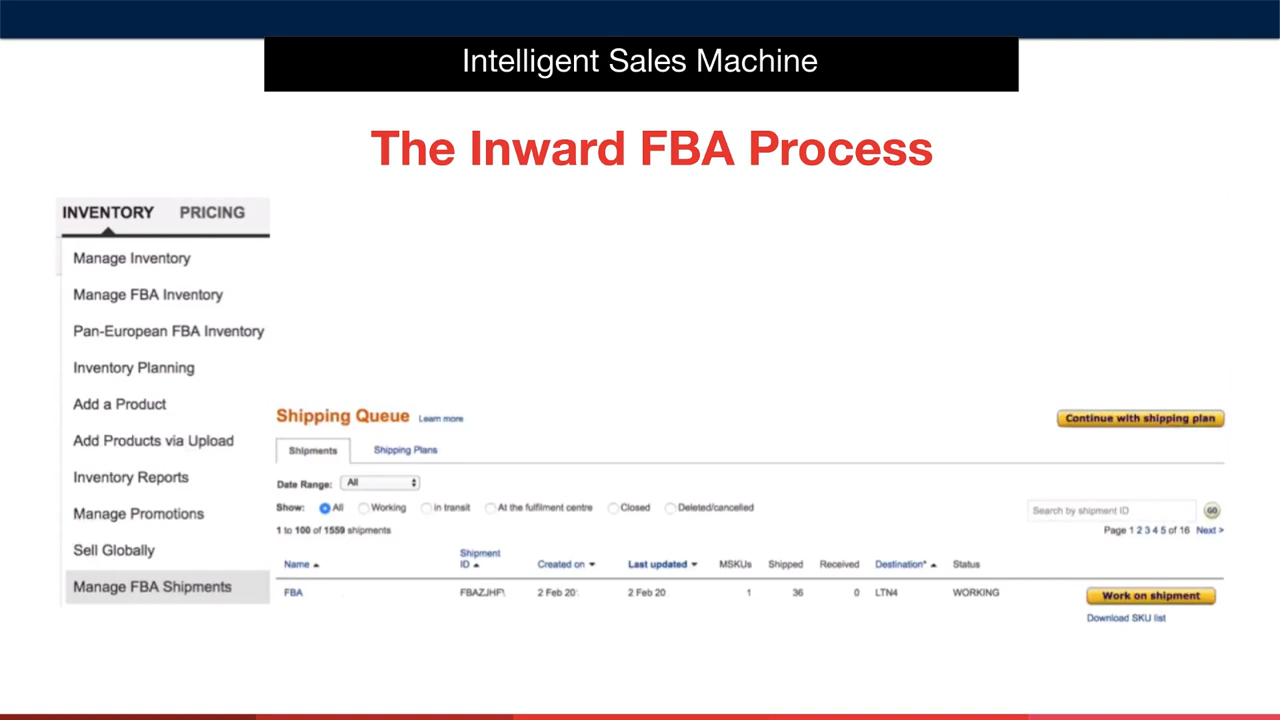 Intelligent Sales Machine
The Inward FBA Process
INVENTORY PRICING
Manage Inventory
Manage FBA Inventory
Pan-European FBA Inventory
Inventory Planning
Add a Product
Add Products via Upload
Inventory Reports
Manage Promotions
Sell Globally
Manage FBA Shipments
Shipping Queue Learn more
Continue with shipping plan
Shipments Shipping Plans
Date Range: All
Show: All Working In transit At the fulfilment centre Closed Deleted/cancelled
Search by shipment ID GO
1 to 100 of 1559 shipments
Page 1 2 3 4 5 of 16 Next >
Name Shipment ID Created on Last updated MSKUs Shipped Received Destination* Status
FBA 2 Feb 20 2 Feb 20 1 36 0 LTN4 WORKING
Work on shipment
Download SKU list